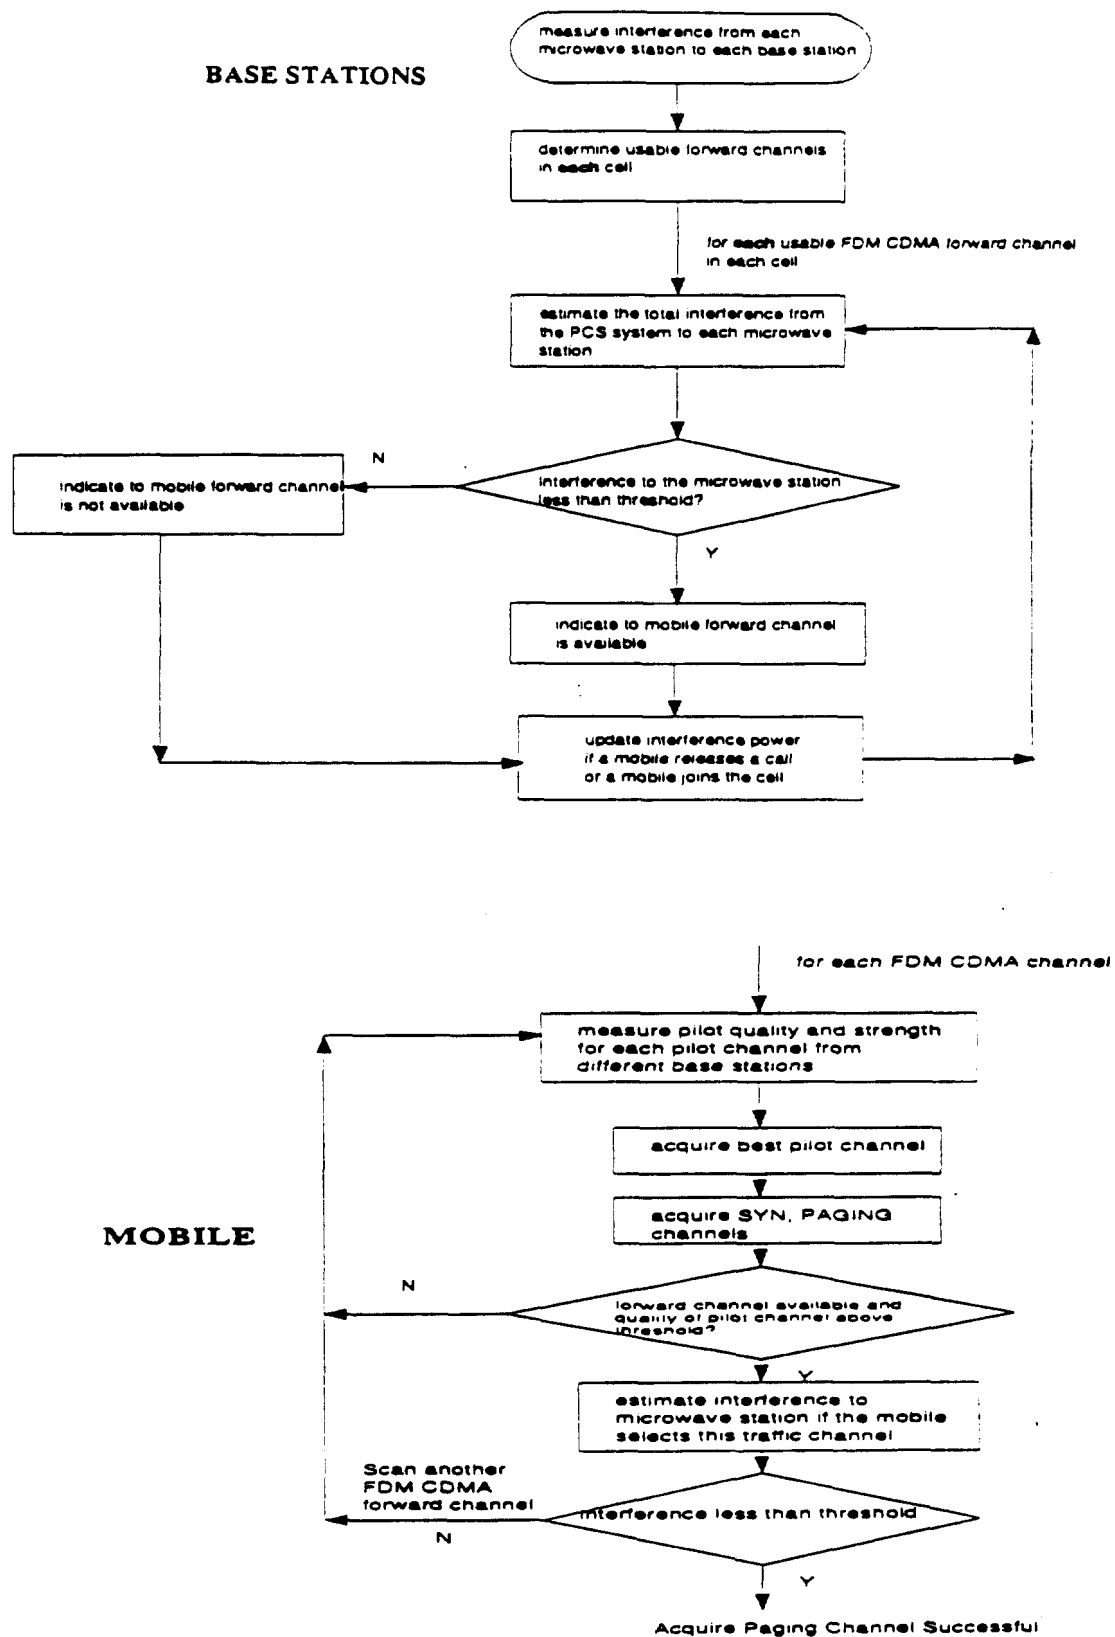 measure interference from each
microwave station to each base station
BASE STATIONS
determine usable forward channels
in each cell
for each usable FDM CDMA forward channel
in each cell
estimate the total interference from
the PCS system to each microwave
station
N
interference to the microwave station
less than threshold?
indicate to mobile forward channel
is not available
Y
indicate to mobile forward channel
is available
update interference power
if a mobile releases a call
or a mobile joins the cell
for each FDM CDMA channel
measure pilot quality and strength
for each pilot channel from
different base stations
acquire best pilot channel
MOBILE
acquire SYN, PAGING
channels
N
forward channel available and
quality of pilot channel above
threshold?
Y
estimate interference to
microwave station if the mobile
selects this traffic channel
Scan another
FDM CDMA
forward channel
N
interference less than threshold
Y
Acquire Paging Channel Successful